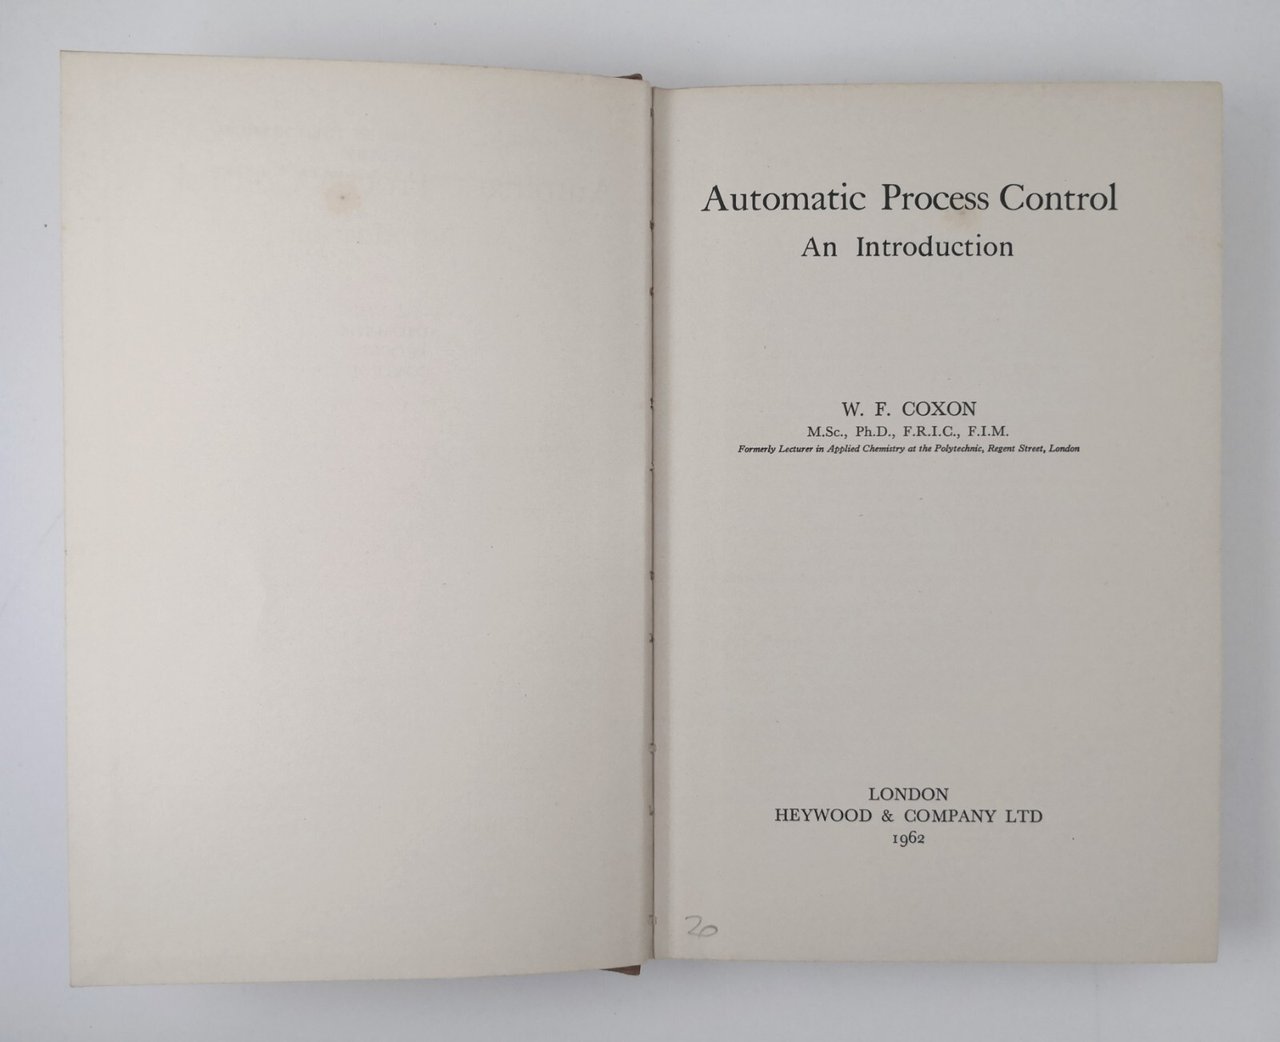 Automatic Process Control
An Introduction
W. F. COXON
M.Sc., Ph.D., F.R.I.C., F.I.M.
Formerly Lecturer in Applied Chemistry at the Polytechnic, Regent Street, London
LONDON
HEYWOOD & COMPANY LTD
1962
20